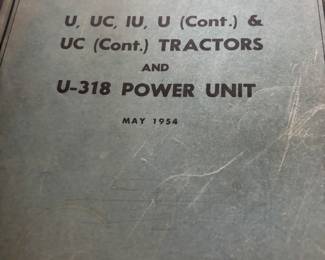 U, UC, IU, U (Cont.) &
UC (Cont.) TRACTORS
AND
U-318 POWER UNIT
MAY 1954